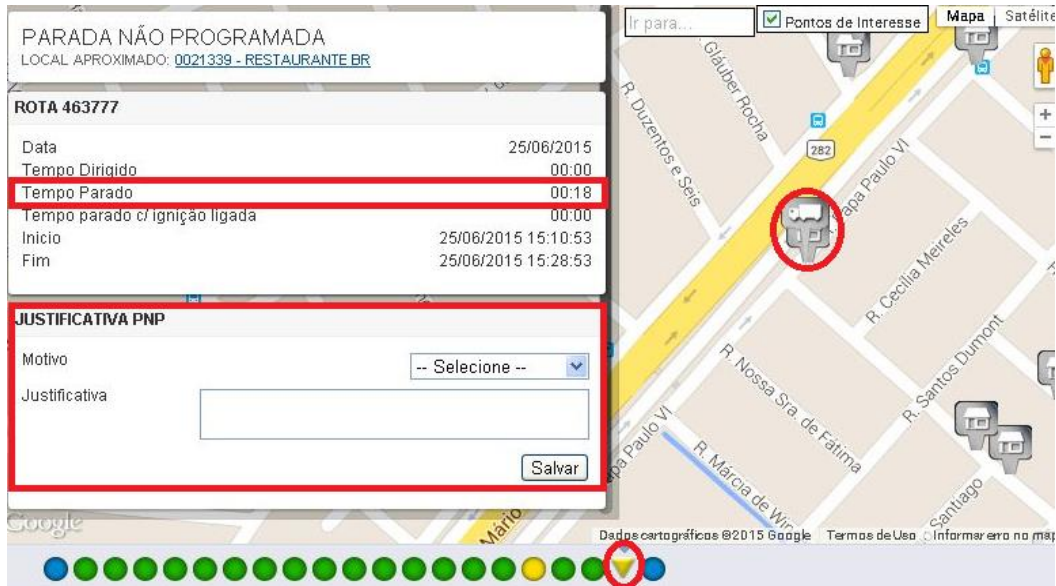 PARADA NÃO PROGRAMADA
LOCAL APROXIMADO: 0021339 - RESTAURANTE BR
ROTA 463777
Data 25/06/2015
Tempo Dirigido 00:00
Tempo Parado 00:18
Tempo parado c/ ignição ligada 00:00
Inicio 25/06/2015 15:10:53
Fim 25/06/2015 15:28:53
JUSTIFICATIVA PNP
Motivo -- Selecione --
Justificativa
Salvar
Ir para...
Pontos de Interesse
Mapa Satélite
R. Gláuber Rocha
R. Duzentos e Seis
282
Papa Paulo VI
R. Cecília Meireles
R. Santos Dumont
R. Nossa Sra. de Fátima
Papa Paulo VI
R. Márcia de
Santiago
Mário
Google
Dados cartográficos ©2015 Google Termos de Uso Informar erro no map